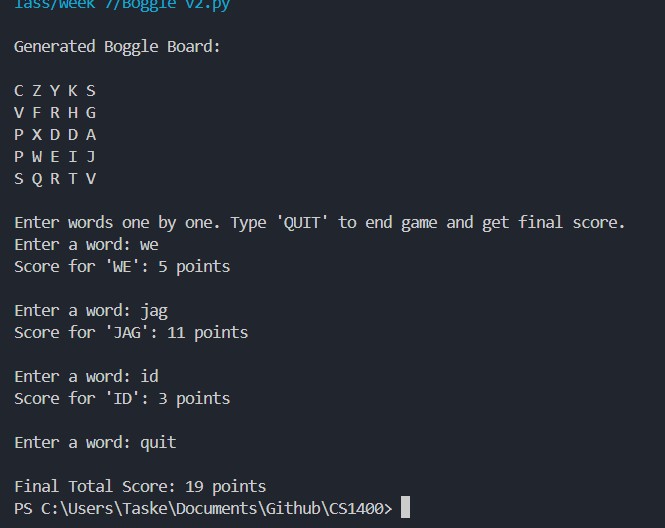 lass/Week 7/Boggle v2.py
Generated Boggle Board:
C Z Y K S
V F R H G
P X D D A
P W E I J
S Q R T V
Enter words one by one. Type 'QUIT' to end game and get final score.
Enter a word: we
Score for 'WE': 5 points
Enter a word: jag
Score for 'JAG': 11 points
Enter a word: id
Score for 'ID': 3 points
Enter a word: quit
Final Total Score: 19 points
PS C:\Users\Taske\Documents\Github\CS1400>